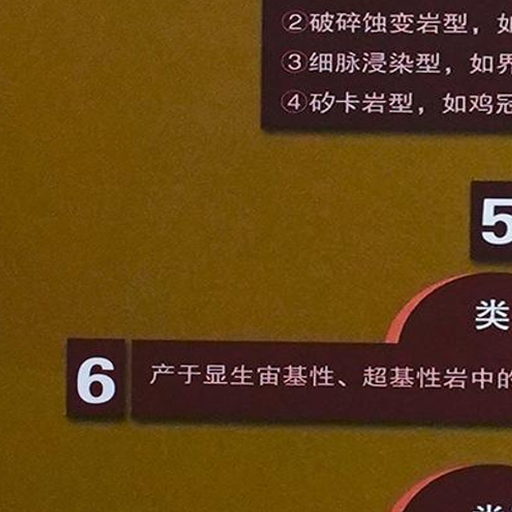 ②破碎蚀变岩型，如
③细脉浸染型，如界
④矽卡岩型，如鸡冠
5
类
6
产于显生宙基性、超基性岩中的
类